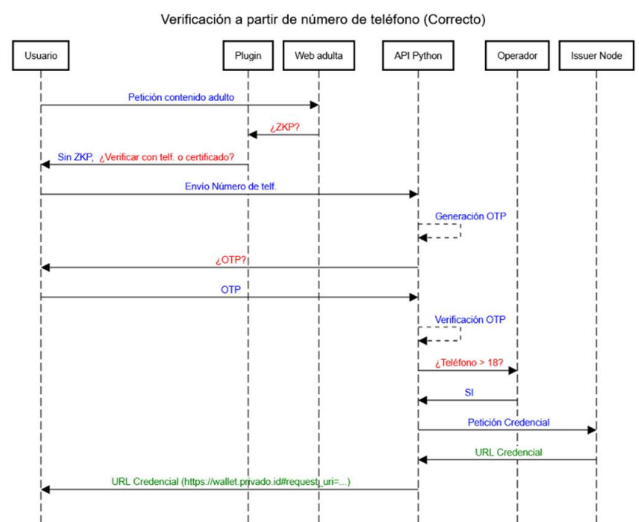 Verificación a partir de número de teléfono (Correcto)
Usuario
Plugin
Web adulta
API Python
Operador
Issuer Node
Petición contenido adulto
¿ZKP?
Sin ZKP, ¿Verificar con telf. o certificado?
Envío Número de telf.
Generación OTP
¿OTP?
OTP
Verificación OTP
¿Teléfono > 18?
SI
Petición Credencial
URL Credencial
URL Credencial (https://wallet.privado.id#request_uri=...)